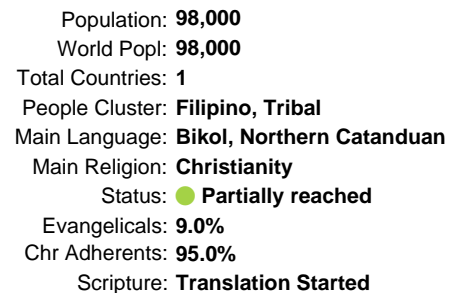 Population: 98,000
World Popl: 98,000
Total Countries: 1
People Cluster: Filipino, Tribal
Main Language: Bikol, Northern Catanduan
Main Religion: Christianity
Status: Partially reached
Evangelicals: 9.0%
Chr Adherents: 95.0%
Scripture: Translation Started